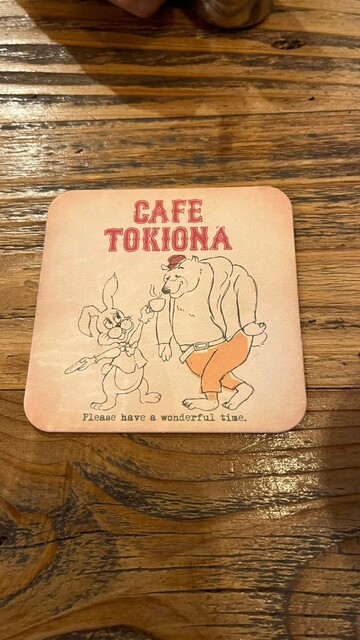 CAFE
TOKIONA
Please have a wonderful time.